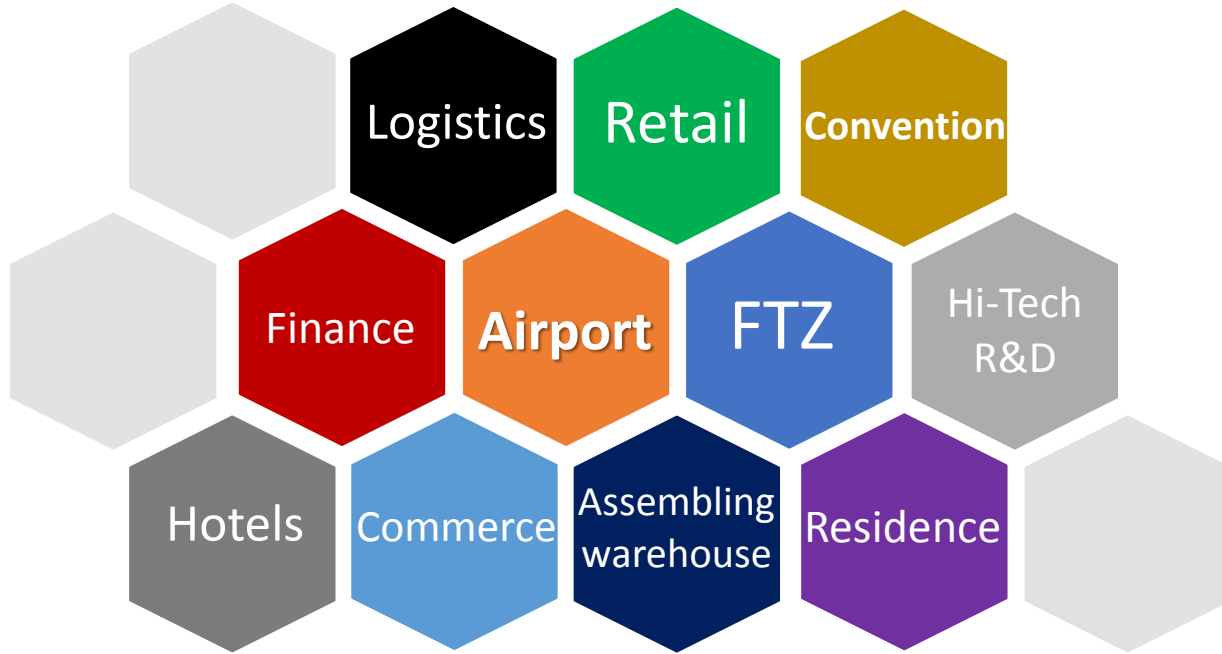 Logistics
Retail
Convention
Finance
Airport
FTZ
Hi-Tech
R&D
Hotels
Commerce
Assembling
warehouse
Residence